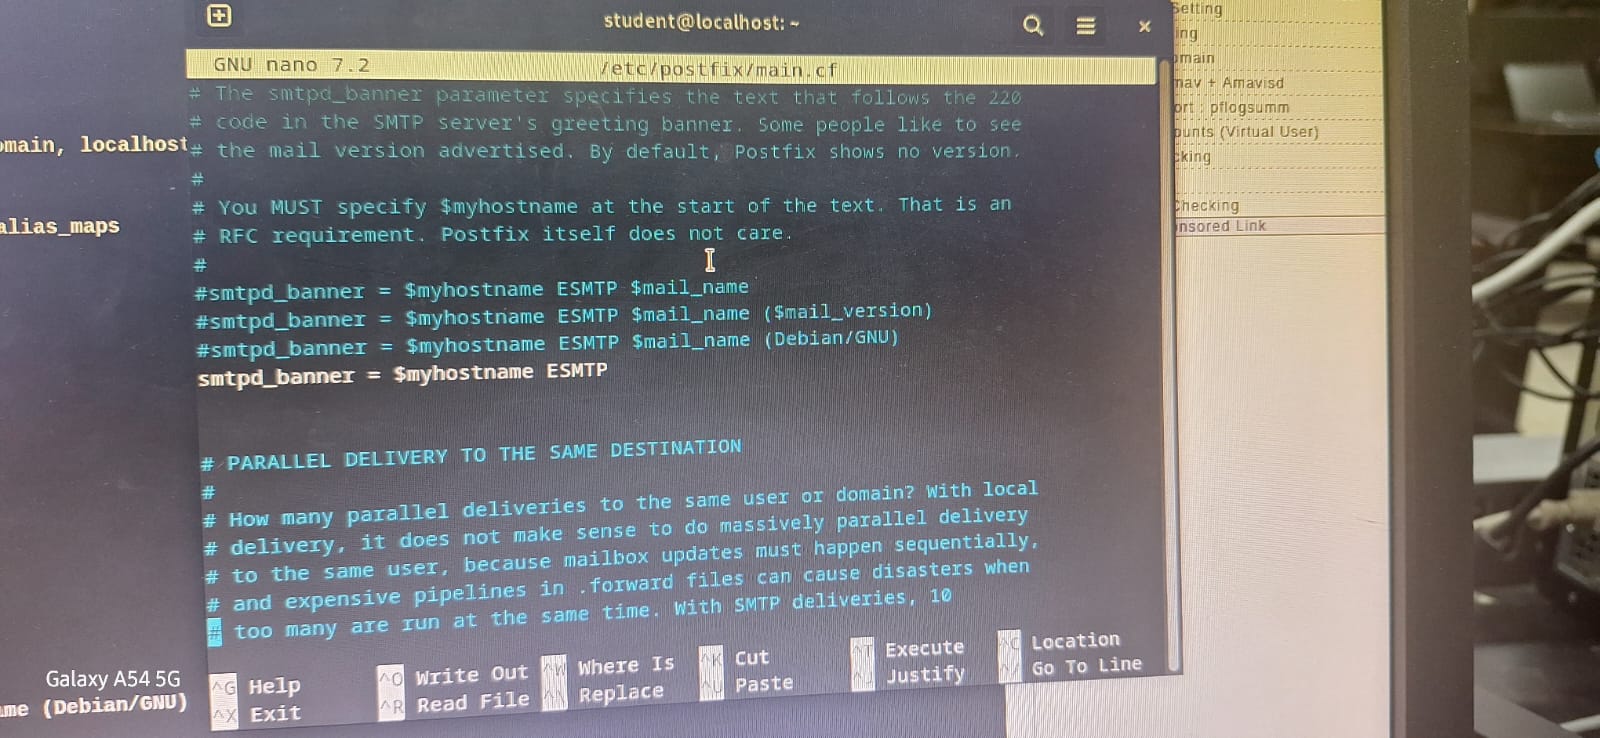 student@localhost: ~
GNU nano 7.2
/etc/postfix/main.cf
# The smtpd_banner parameter specifies the text that follows the 220
# code in the SMTP server's greeting banner. Some people like to see
# the mail version advertised. By default, Postfix shows no version.
#
# You MUST specify $myhostname at the start of the text. That is an
# RFC requirement. Postfix itself does not care.
#
#smtpd_banner = $myhostname ESMTP $mail_name
#smtpd_banner = $myhostname ESMTP $mail_name ($mail_version)
#smtpd_banner = $myhostname ESMTP $mail_name (Debian/GNU)
smtpd_banner = $myhostname ESMTP
# PARALLEL DELIVERY TO THE SAME DESTINATION
#
# How many parallel deliveries to the same user or domain? With local
# delivery, it does not make sense to do massively parallel delivery
# to the same user, because mailbox updates must happen sequentially,
# and expensive pipelines in .forward files can cause disasters when
# too many are run at the same time. With SMTP deliveries, 10
^G Help
^O Write Out
^W Where Is
^K Cut
^T Execute
^C Location
^X Exit
^R Read File
^\ Replace
^U Paste
^J Justify
^/ Go To Line
omain, localhost
alias_maps
Galaxy A54 5G
ame (Debian/GNU)
Setting
ing
omain
mav + Amavisd
ort : pflogsumm
ounts (Virtual User)
cking
Checking
nsored Link